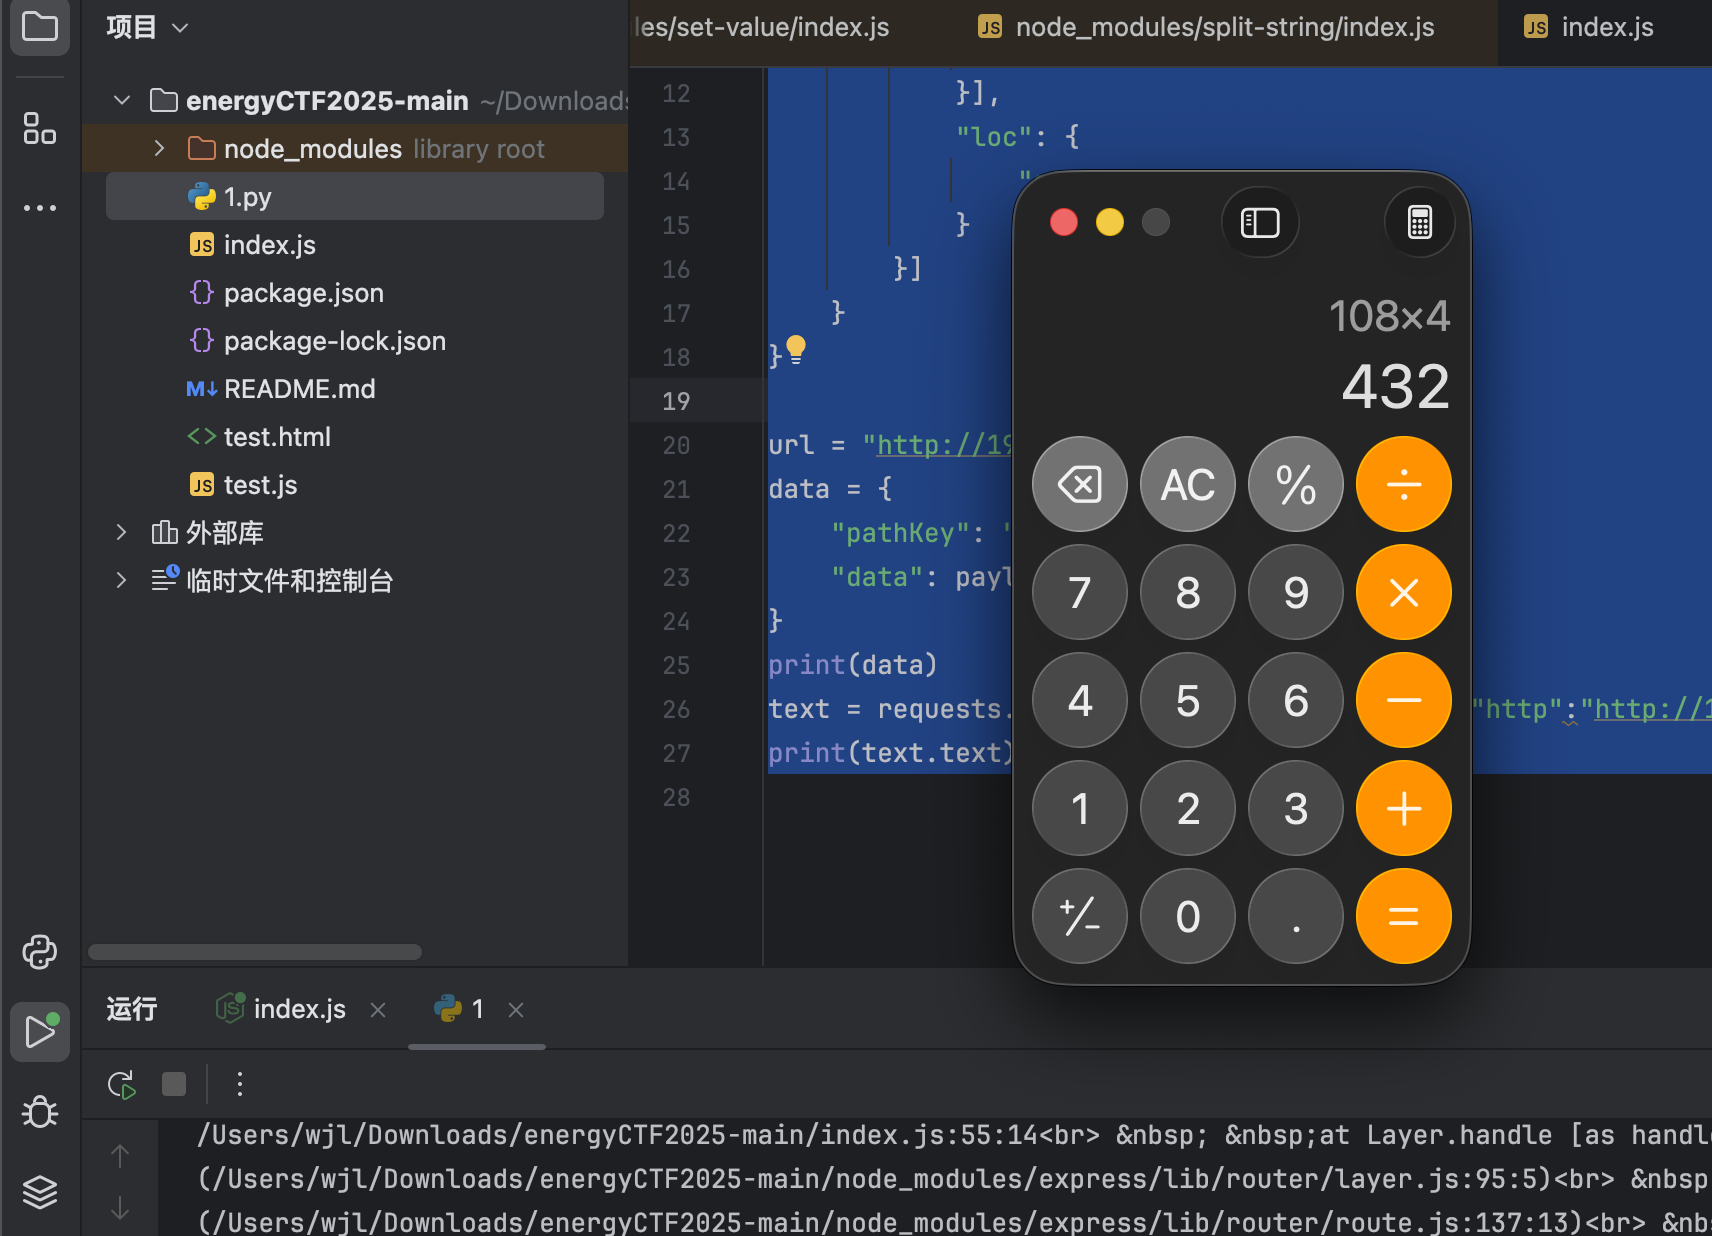 项目
les/set-value/index.js
node_modules/split-string/index.js
index.js
energyCTF2025-main ~/Downloads
node_modules library root
1.py
index.js
package.json
package-lock.json
README.md
test.html
test.js
外部库
临时文件和控制台
12 }],
13 "loc": {
14 "
15 }
16 }]
17 }
18 }
19
20 url = "http://19
21 data = {
22 "pathKey": "
23 "data": payl
24 }
25 print(data)
26 text = requests. "http":"http://1
27 print(text.text)
28
108×4
432
AC % ÷
7 8 9 ×
4 5 6 −
1 2 3 +
+/− 0 . =
运行
index.js
1
/Users/wjl/Downloads/energyCTF2025-main/index.js:55:14<br> &nbsp; &nbsp;at Layer.handle [as handl
(/Users/wjl/Downloads/energyCTF2025-main/node_modules/express/lib/router/layer.js:95:5)<br> &nbsp
(/Users/wjl/Downloads/energyCTF2025-main/node_modules/express/lib/router/route.js:137:13)<br> &nb